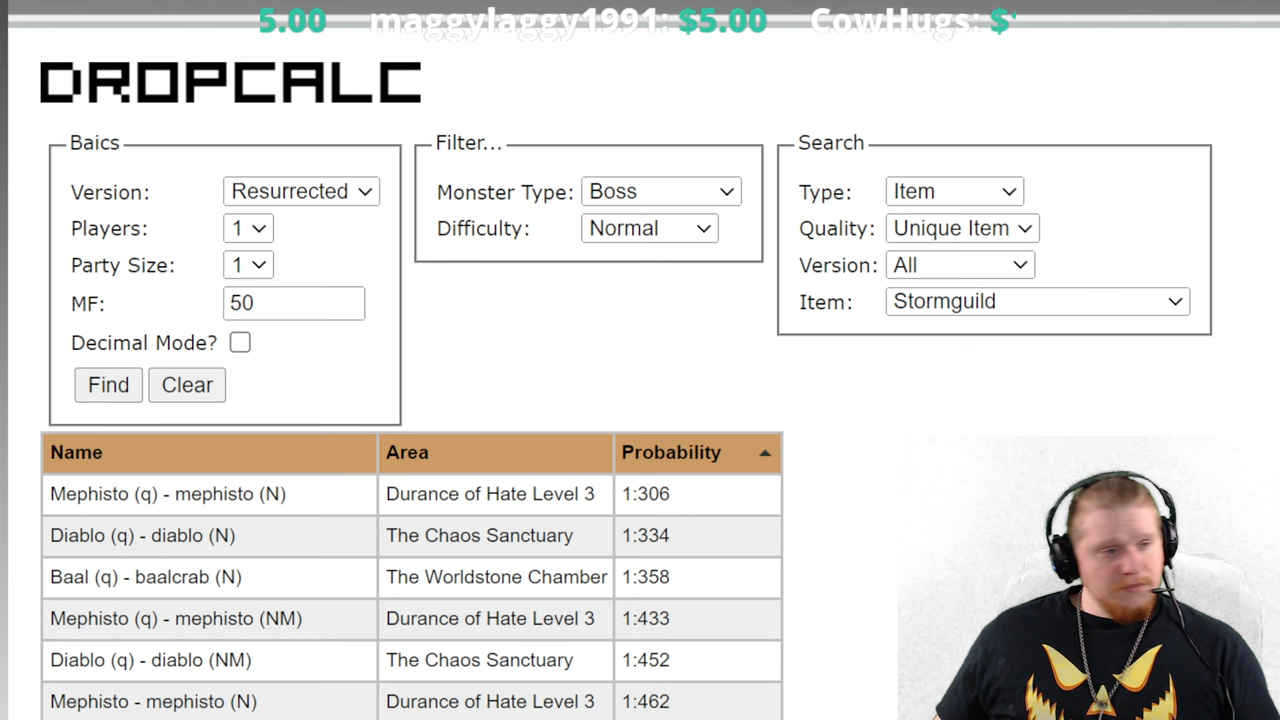 5.00 maggylaggy1991: $5.00 CowHugs: $
DROPCALC
Baics
Version: Resurrected
Players: 1
Party Size: 1
MF: 50
Decimal Mode?
Find Clear
Filter...
Monster Type: Boss
Difficulty: Normal
Search
Type: Item
Quality: Unique Item
Version: All
Item: Stormguild
Name Area Probability
Mephisto (q) - mephisto (N) Durance of Hate Level 3 1:306
Diablo (q) - diablo (N) The Chaos Sanctuary 1:334
Baal (q) - baalcrab (N) The Worldstone Chamber 1:358
Mephisto (q) - mephisto (NM) Durance of Hate Level 3 1:433
Diablo (q) - diablo (NM) The Chaos Sanctuary 1:452
Mephisto - mephisto (N) Durance of Hate Level 3 1:462